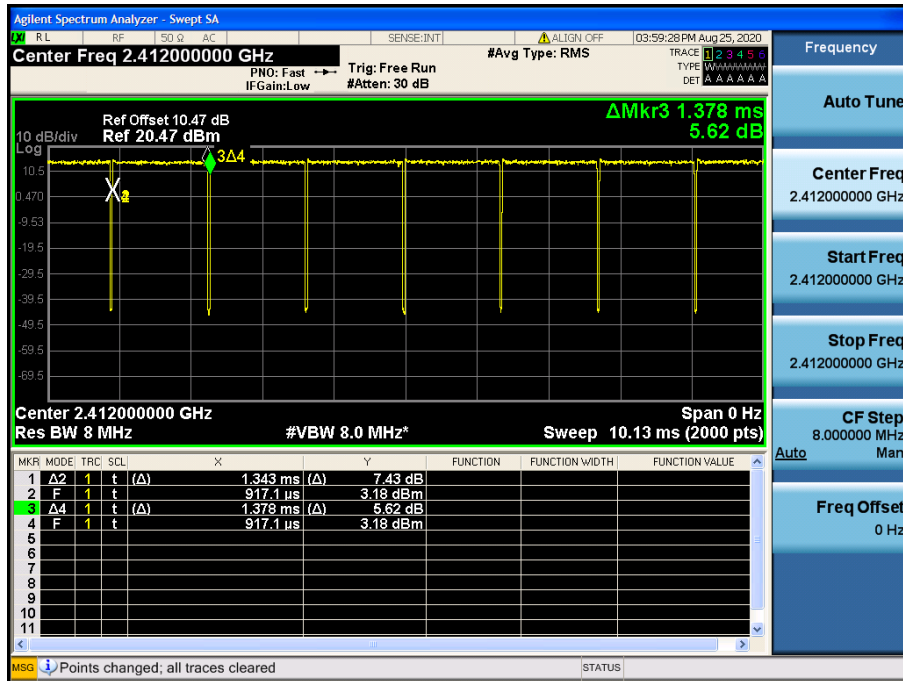 Agilent Spectrum Analyzer - Swept SA
LXI RL RF 50 Ω AC SENSE:INT ALIGN OFF 03:59:28 PM Aug 25, 2020
Center Freq 2.412000000 GHz
PNO: Fast
IFGain:Low
Trig: Free Run
#Atten: 30 dB
#Avg Type: RMS
TRACE 1 2 3 4 5 6
TYPE WWWWWW
DET A A A A A A
Ref Offset 10.47 dB
10 dB/div Ref 20.47 dBm
Log
ΔMkr3 1.378 ms
5.62 dB
3Δ4
10.5
0.470
-9.53
-19.5
-29.5
-39.5
-49.5
-59.5
-69.5
Center 2.412000000 GHz Span 0 Hz
Res BW 8 MHz #VBW 8.0 MHz* Sweep 10.13 ms (2000 pts)
MKR MODE TRC SCL X Y FUNCTION FUNCTION WIDTH FUNCTION VALUE
1 Δ2 1 t (Δ) 1.343 ms (Δ) 7.43 dB
2 F 1 t 917.1 µs 3.18 dBm
3 Δ4 1 t (Δ) 1.378 ms (Δ) 5.62 dB
4 F 1 t 917.1 µs 3.18 dBm
5
6
7
8
9
10
11
MSG Points changed; all traces cleared STATUS
Frequency
Auto Tune
Center Freq
2.412000000 GHz
Start Freq
2.412000000 GHz
Stop Freq
2.412000000 GHz
CF Step
8.000000 MHz
Auto Man
Freq Offset
0 Hz